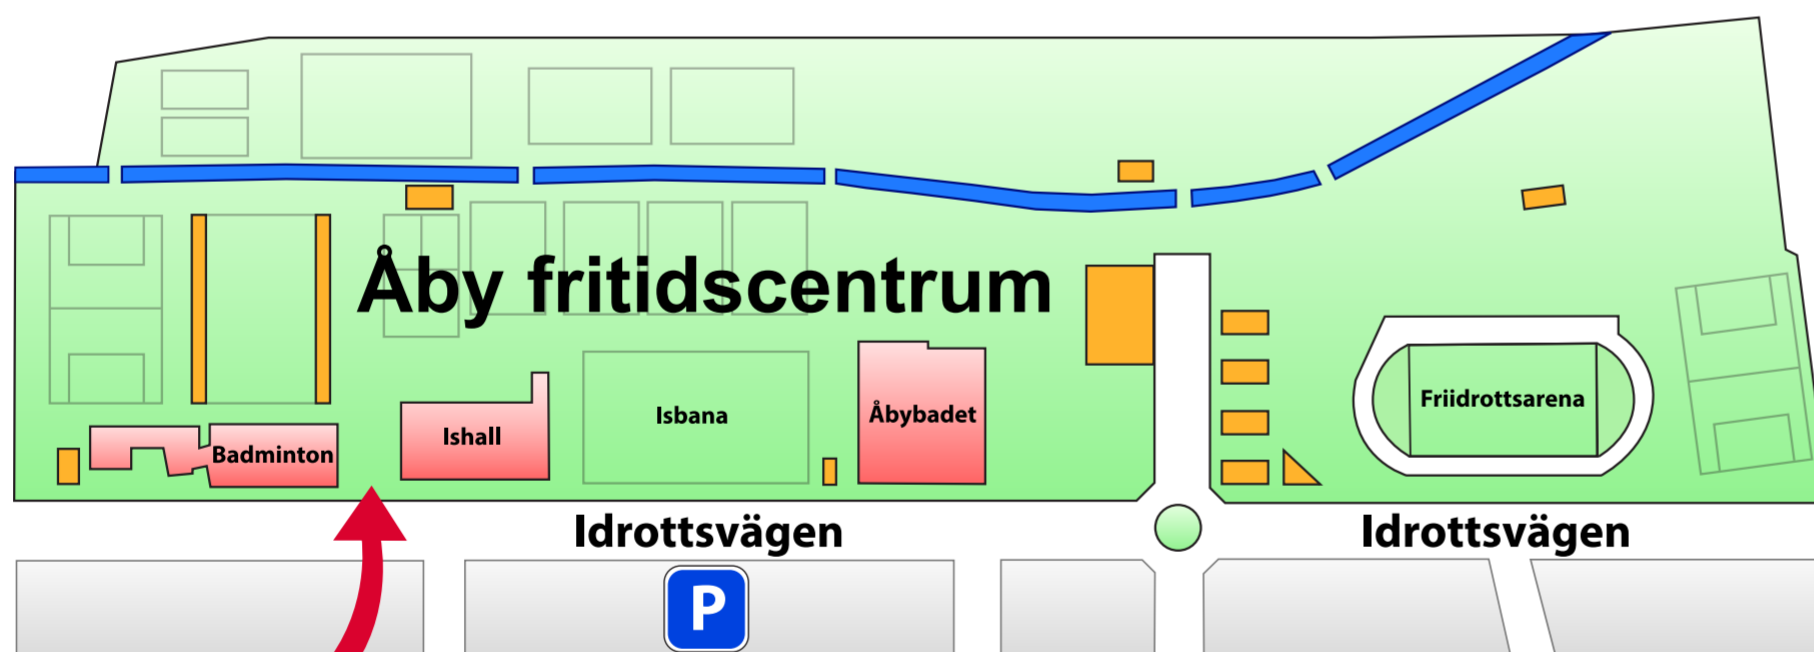 Åby fritidscentrum
Friidrottsarena
Isbana
Åbybadet
Ishall
Badminton
Idrottsvägen
Idrottsvägen
P